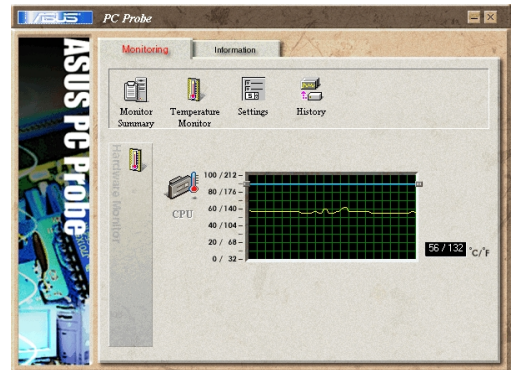 ASUS PC Probe
Monitoring Information
Monitor Summary
Temperature Monitor
Settings
History
ASUS PC Probe
Hardware Monitor
CPU
100 / 212
80 / 176
60 / 140
40 / 104
20 / 68
0 / 32
56 / 132 °C/°F